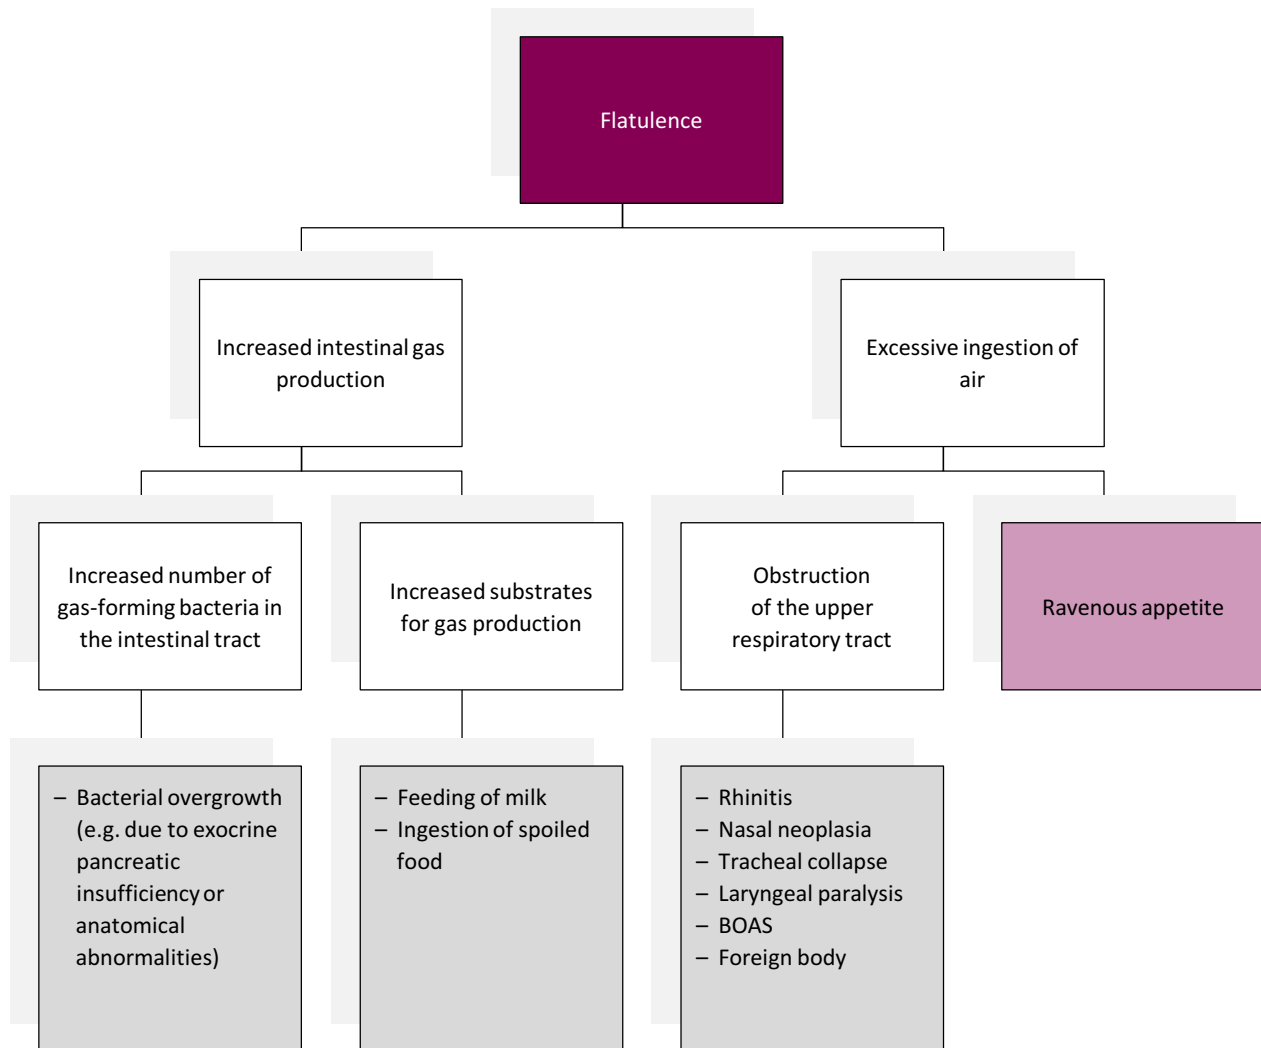 Flatulence
Increased intestinal gas
production
Excessive ingestion of
air
Increased number of
gas-forming bacteria in
the intestinal tract
Increased substrates
for gas production
Obstruction
of the upper
respiratory tract
Ravenous appetite
– Bacterial overgrowth
(e.g. due to exocrine
pancreatic
insufficiency or
anatomical
abnormalities)
– Feeding of milk
– Ingestion of spoiled
food
– Rhinitis
– Nasal neoplasia
– Tracheal collapse
– Laryngeal paralysis
– BOAS
– Foreign body